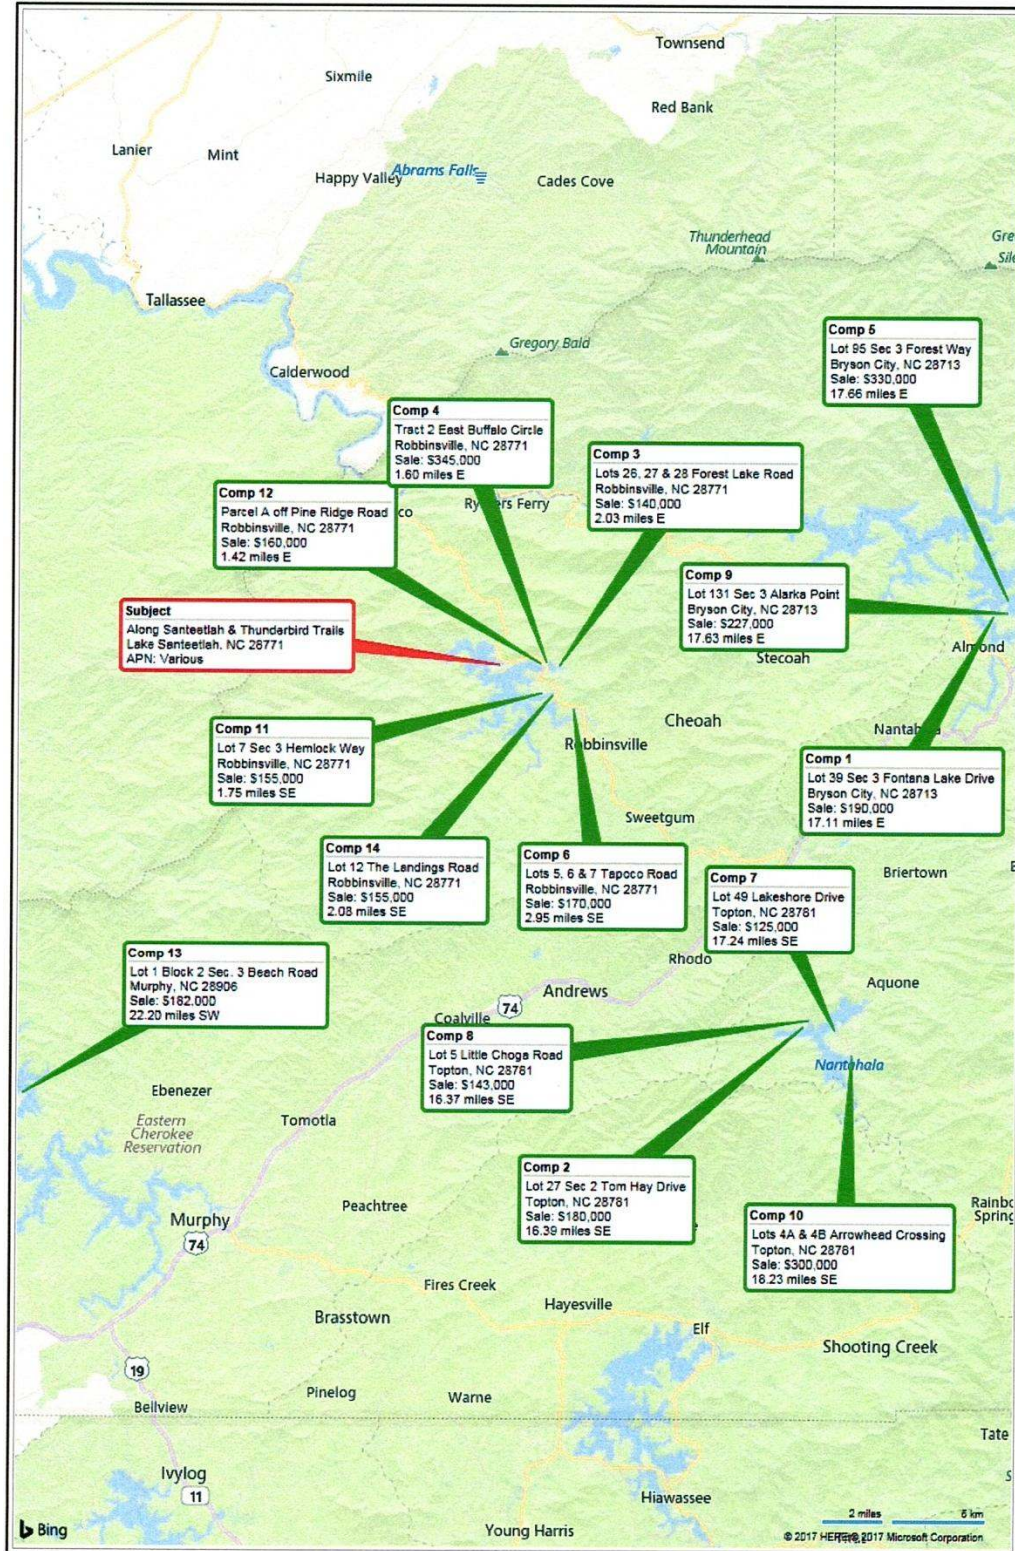 Townsend
Sixmile
Red Bank
Lanier
Mint
Happy Valley
Abrams Falls
Cades Cove
Thunderhead
Mountain
Tallassee
Gregory Bald
Calderwood
Comp 5
Lot 95 Sec 3 Forest Way
Bryson City, NC 28713
Sale: $330,000
17.66 miles E
Comp 4
Tract 2 East Buffalo Circle
Robbinsville, NC 28771
Sale: $345,000
1.60 miles E
Comp 3
Lots 26, 27 & 28 Forest Lake Road
Robbinsville, NC 28771
Sale: $140,000
2.03 miles E
Comp 12
Parcel A off Pine Ridge Road
Robbinsville, NC 28771
Sale: $160,000
1.42 miles E
co
Ferry
Comp 9
Lot 131 Sec 3 Alarka Point
Bryson City, NC 28713
Sale: $227,000
17.63 miles E
Subject
Along Santeetlah & Thunderbird Trails
Lake Santeetlah, NC 28771
APN: Various
Almond
Stecoah
Cheoah
Robbinsville
Comp 11
Lot 7 Sec 3 Hemlock Way
Robbinsville, NC 28771
Sale: $155,000
1.75 miles SE
Comp 1
Lot 39 Sec 3 Fontana Lake Drive
Bryson City, NC 28713
Sale: $190,000
17.11 miles E
Sweetgum
Comp 14
Lot 12 The Landings Road
Robbinsville, NC 28771
Sale: $155,000
2.08 miles SE
Comp 6
Lots 5, 6 & 7 Tapoco Road
Robbinsville, NC 28771
Sale: $170,000
2.95 miles SE
Comp 7
Lot 49 Lakeshore Drive
Topton, NC 28781
Sale: $125,000
17.24 miles SE
Briertown
Comp 13
Lot 1 Block 2 Sec. 3 Beach Road
Murphy, NC 28906
Sale: $182,000
22.20 miles SW
Rhodo
Aquone
Andrews
74
Coalville
Comp 8
Lot 5 Little Choga Road
Topton, NC 28781
Sale: $143,000
16.37 miles SE
Nantahala
Ebenezer
Eastern
Cherokee
Reservation
Tomotla
Comp 2
Lot 27 Sec 2 Tom Hay Drive
Topton, NC 28781
Sale: $180,000
16.39 miles SE
Peachtree
Murphy
74
Comp 10
Lots 4A & 4B Arrowhead Crossing
Topton, NC 28781
Sale: $300,000
18.23 miles SE
Fires Creek
Hayesville
Brasstown
Elf
Shooting Creek
19
Pinelog
Warne
Bellview
Tate
Ivylog
11
Hiawassee
Bing
Young Harris
2 miles
5 km
© 2017 HERE © 2017 Microsoft Corporation